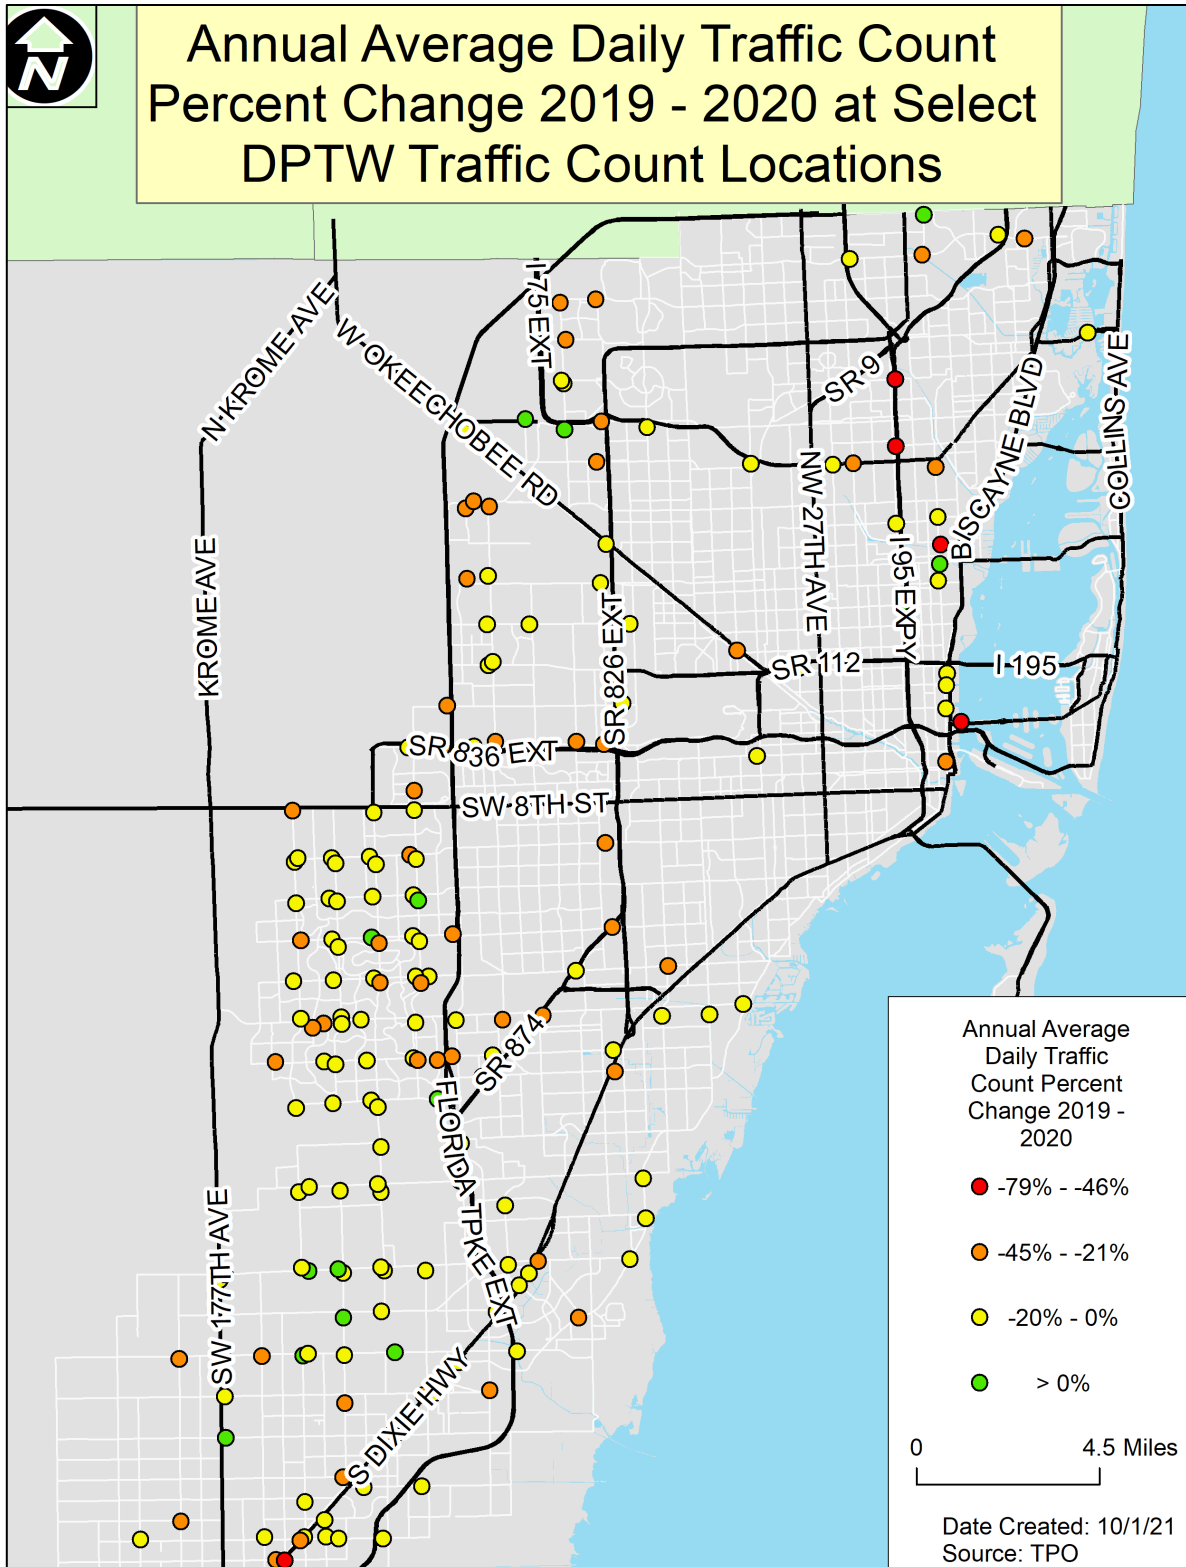 N
Annual Average Daily Traffic Count
Percent Change 2019 - 2020 at Select
DPTW Traffic Count Locations
I 75 EXT
N KROME AVE
W OKEECHOBEE RD
SR 9
BISCAYNE BLVD
COLLINS AVE
NW 27TH AVE
I 95 EXPY
KROME AVE
SR 826 EXT
SR 112
I 195
SR 836 EXT
SW 8TH ST
SR 874
FLORIDA TPKE EXT
SW 177TH AVE
S DIXIE HWY
Annual Average
Daily Traffic
Count Percent
Change 2019 -
2020
-79% - -46%
-45% - -21%
-20% - 0%
> 0%
0 4.5 Miles
Date Created: 10/1/21
Source: TPO